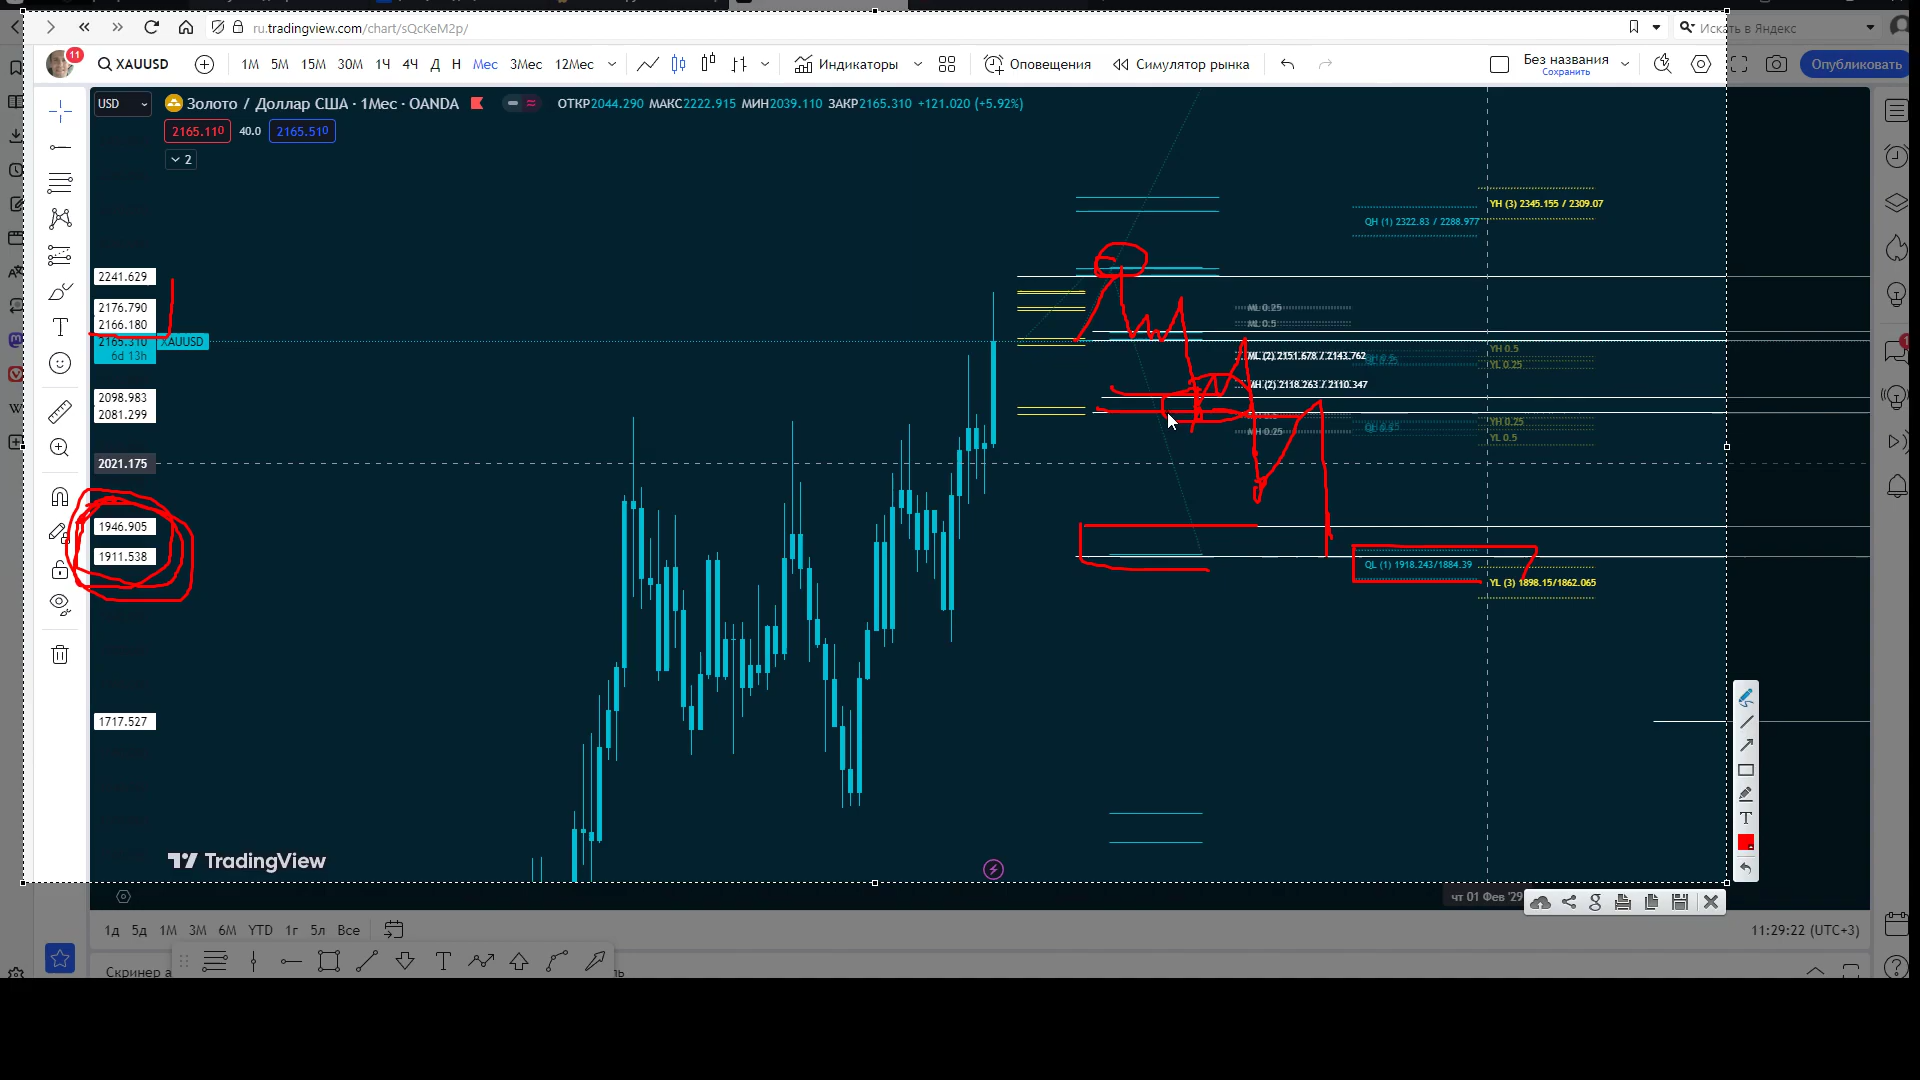 ru.tradingview.com/chart/sQcKeM2p/
Искать в Яндекс
11
XAUUSD
1М 5М 15М 30М 1Ч 4Ч Д Н Мес 3Мес 12Мес
Индикаторы
Оповещения
Симулятор рынка
Без названия
Сохранить
Опубликовать
USD
Золото / Доллар США · 1Мес · OANDA
ОТКР2044.290 МАКС2222.915 МИН2039.110 ЗАКР2165.310 +121.020 (+5.92%)
2165.110
40.0
2165.510
2
YH (3) 2345.155 / 2309.07
QH (1) 2322.83 / 2288.977
2241.629
2176.790
2166.180
2165.310
XAUUSD
6d 13h
ML 0.25
ML 0.5
YH 0.5
YL 0.25
ML (2) 2151.678 / 2143.762
MH (2) 2118.263 / 2110.347
2098.983
2081.299
MH 0.25
YH 0.25
YL 0.5
2021.175
1946.905
1911.538
QL (1) 1918.243/1884.39
YL (3) 1898.15/1862.065
1717.527
TradingView
T
чт 01 Фев '29
1д 5д 1М 3М 6М YTD 1г 5л Все
11:29:22 (UTC+3)
Скринер а